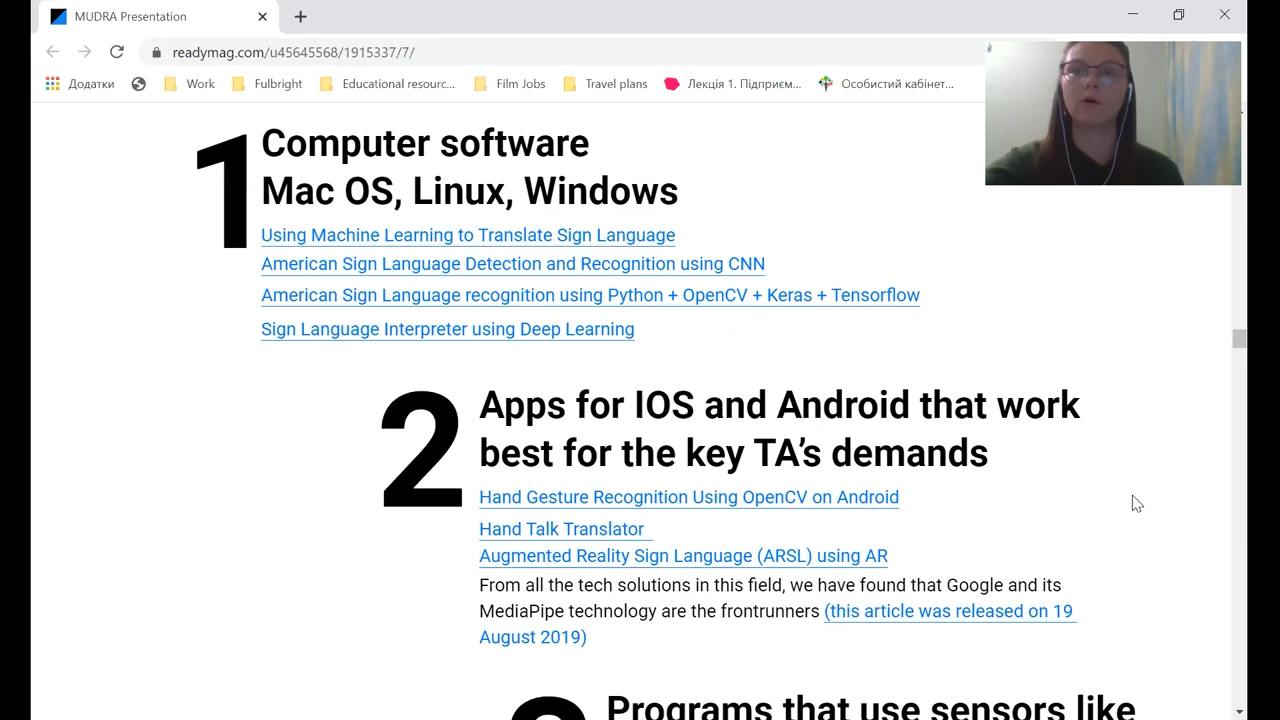 MUDRA Presentation
readymag.com/u45645568/1915337/7/
Додатки
Work
Fulbright
Educational resourc...
Film Jobs
Travel plans
Лекція 1. Підприєм...
Особистий кабінет...
1
Computer software
Mac OS, Linux, Windows
Using Machine Learning to Translate Sign Language
American Sign Language Detection and Recognition using CNN
American Sign Language recognition using Python + OpenCV + Keras + Tensorflow
Sign Language Interpreter using Deep Learning
2
Apps for IOS and Android that work
best for the key TA’s demands
Hand Gesture Recognition Using OpenCV on Android
Hand Talk Translator
Augmented Reality Sign Language (ARSL) using AR
From all the tech solutions in this field, we have found that Google and its
MediaPipe technology are the frontrunners (this article was released on 19
August 2019)
Programs that use sensors like